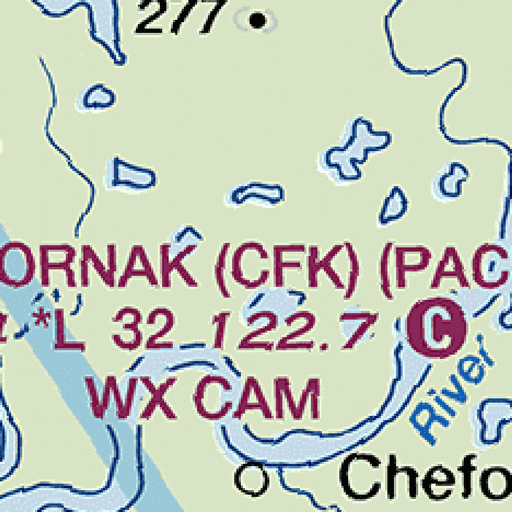 277
ORNAK (CFK) (PAC
*L 32 122.7 C
WX CAM
River
Chefo